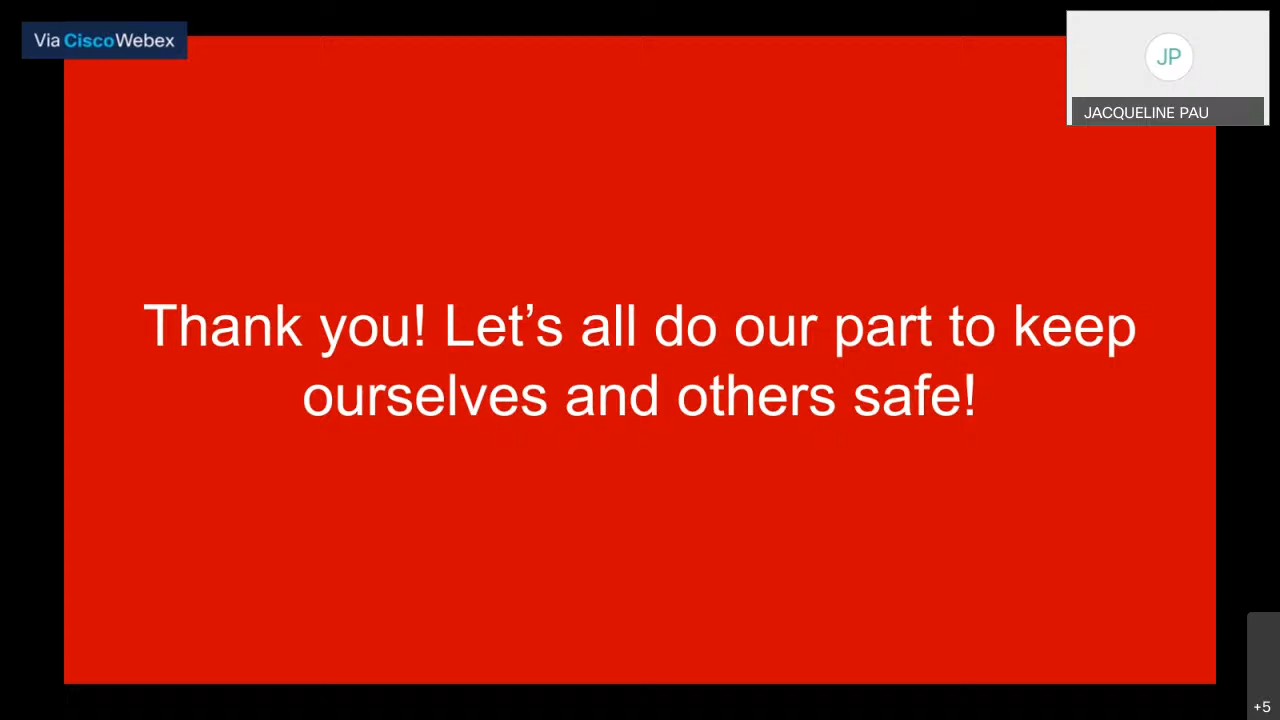 Via CiscoWebex
JP
JACQUELINE PAU
Thank you! Let’s all do our part to keep
ourselves and others safe!
+5